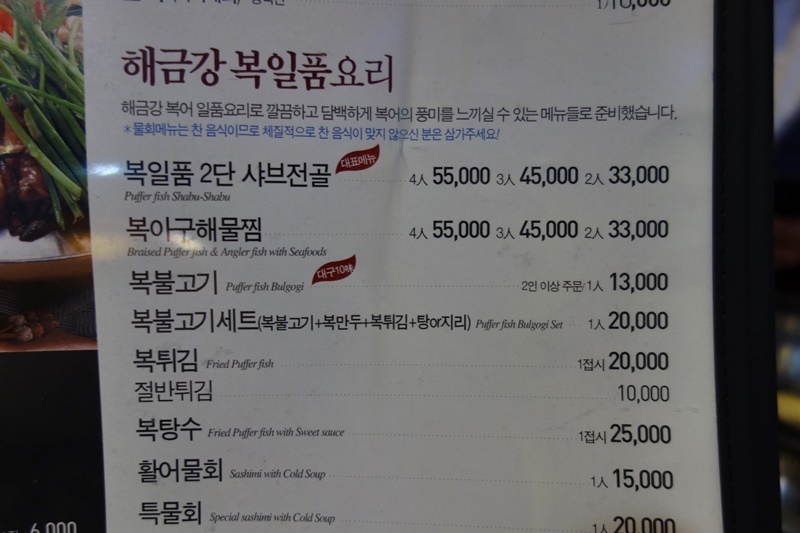 10,000
해금강 복일품요리
해금강 복어 일품요리로 깔끔하고 담백하게 복어의 풍미를 느끼실 수 있는 메뉴들로 준비했습니다.
*물회메뉴는 찬 음식이므로 체질적으로 찬 음식이 맞지 않으신 분은 삼가주세요!
복일품 2단 샤브전골 대표메뉴 4人 55,000 3人 45,000 2人 33,000
Puffer fish Shabu-Shabu
복아구해물찜 4人 55,000 3人 45,000 2人 33,000
Braised Puffer fish & Angler fish with Seafoods
복불고기 Puffer fish Bulgogi 대구10味 2인 이상 주문/1人 13,000
복불고기세트(복불고기+복만두+복튀김+탕or지리) Puffer fish Bulgogi Set 1人 20,000
복튀김 Fried Puffer fish 1접시 20,000
절반튀김 10,000
복탕수 Fried Puffer fish with Sweet sauce 1접시 25,000
활어물회 Sashimi with Cold Soup 1人 15,000
특물회 Special sashimi with Cold Soup 1人 20,000
6,000